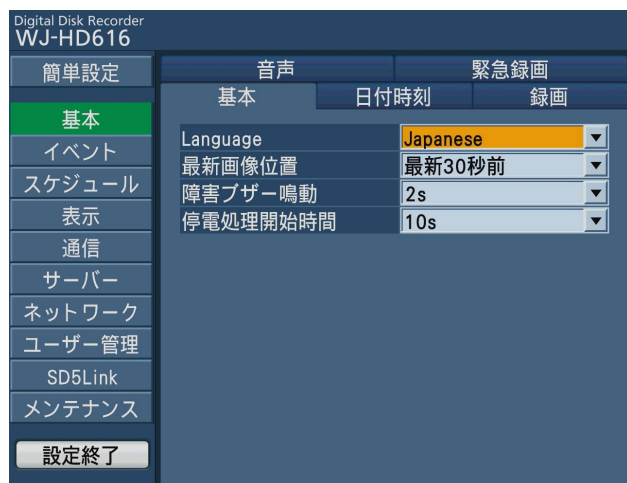 Digital Disk Recorder
WJ-HD616
簡単設定
基本
イベント
スケジュール
表示
通信
サーバー
ネットワーク
ユーザー管理
SD5Link
メンテナンス
設定終了
音声 緊急録画
基本 日付時刻 録画
Language Japanese
最新画像位置 最新30秒前
障害ブザー鳴動 2s
停電処理開始時間 10s